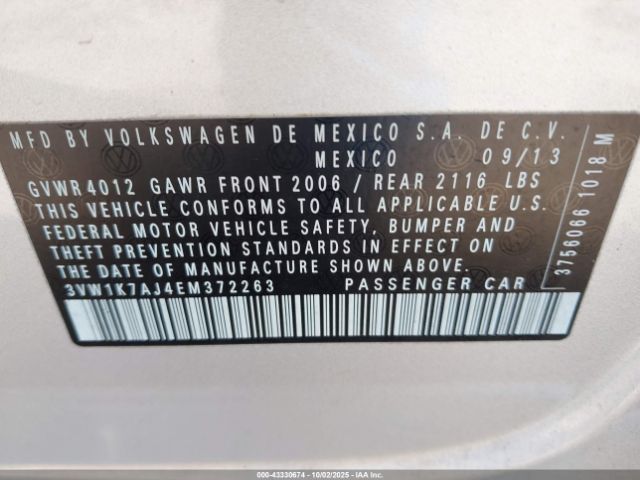 MFD BY VOLKSWAGEN DE MEXICO S.A. DE C.V.
MEXICO 09/13
GVWR 4012 GAWR FRONT 2006 / REAR 2116 LBS
THIS VEHICLE CONFORMS TO ALL APPLICABLE U.S.
FEDERAL MOTOR VEHICLE SAFETY, BUMPER AND
THEFT PREVENTION STANDARDS IN EFFECT ON
THE DATE OF MANUFACTURE SHOWN ABOVE.
3VW1K7AJ4EM372263 PASSENGER CAR
3756066 1018 M
000-43330674 10/02/2025 IAA Inc.